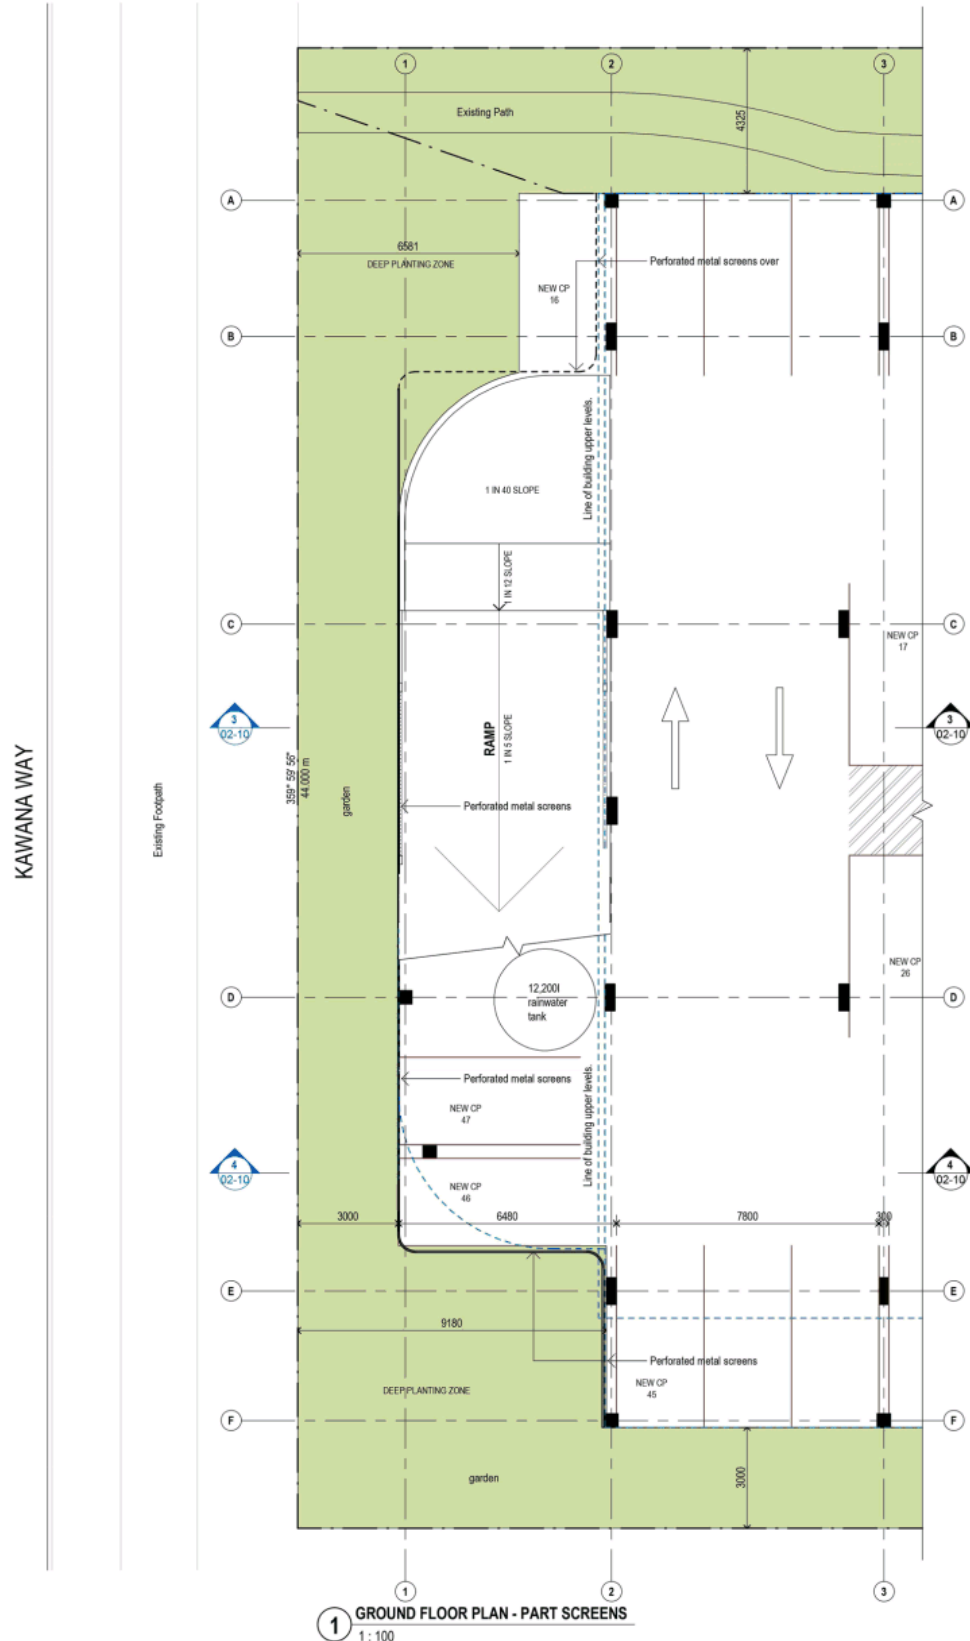 1
2
3
Existing Path
4325
A
A
6581
DEEP PLANTING ZONE
Perforated metal screens over
NEW CP
16
B
B
Line of building upper levels.
1 IN 40 SLOPE
1 IN 12 SLOPE
C
C
NEW CP
17
3
02-10
3
02-10
RAMP
1 IN 5 SLOPE
KAWANA WAY
Existing Footpath
359° 59' 56"
44.000 m
garden
Perforated metal screens
NEW CP
26
12,200l
rainwater
tank
D
D
Perforated metal screens
Line of building upper levels.
NEW CP
47
4
02-10
4
02-10
NEW CP
46
3000
6480
7800
300
E
E
9180
Perforated metal screens
NEW CP
45
DEEP PLANTING ZONE
F
F
garden
3000
1
2
3
1
GROUND FLOOR PLAN - PART SCREENS
1 : 100